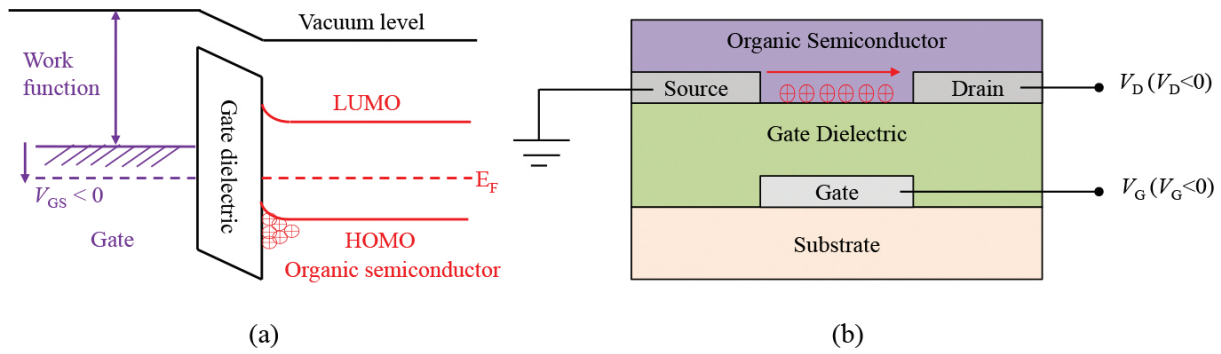 Vacuum level
Work
function
LUMO
Gate dielectric
E_F
V_GS < 0
Gate
HOMO
Organic semiconductor
(a)
Organic Semiconductor
Source
Drain
V_D (V_D<0)
Gate Dielectric
Gate
V_G (V_G<0)
Substrate
(b)